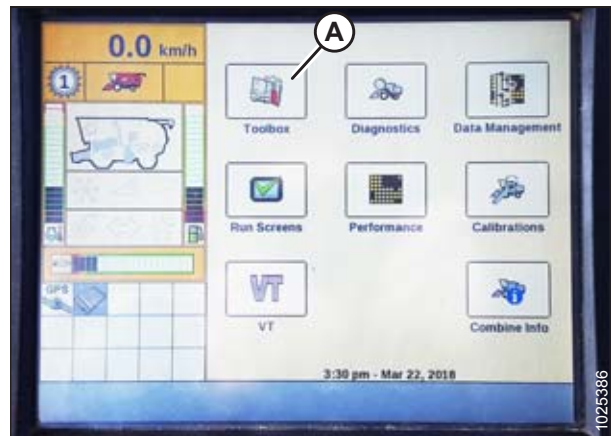 A
0.0 km/h
1
Toolbox
Diagnostics
Data Management
Run Screens
Performance
Calibrations
GPS
VT
VT
Combine Info
3:30 pm - Mar 22, 2018
1025386